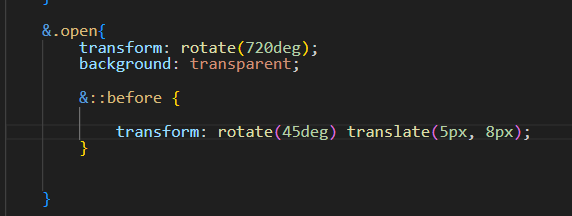 }
&.open{
transform: rotate(720deg);
background: transparent;
&::before {
transform: rotate(45deg) translate(5px, 8px);
}
}